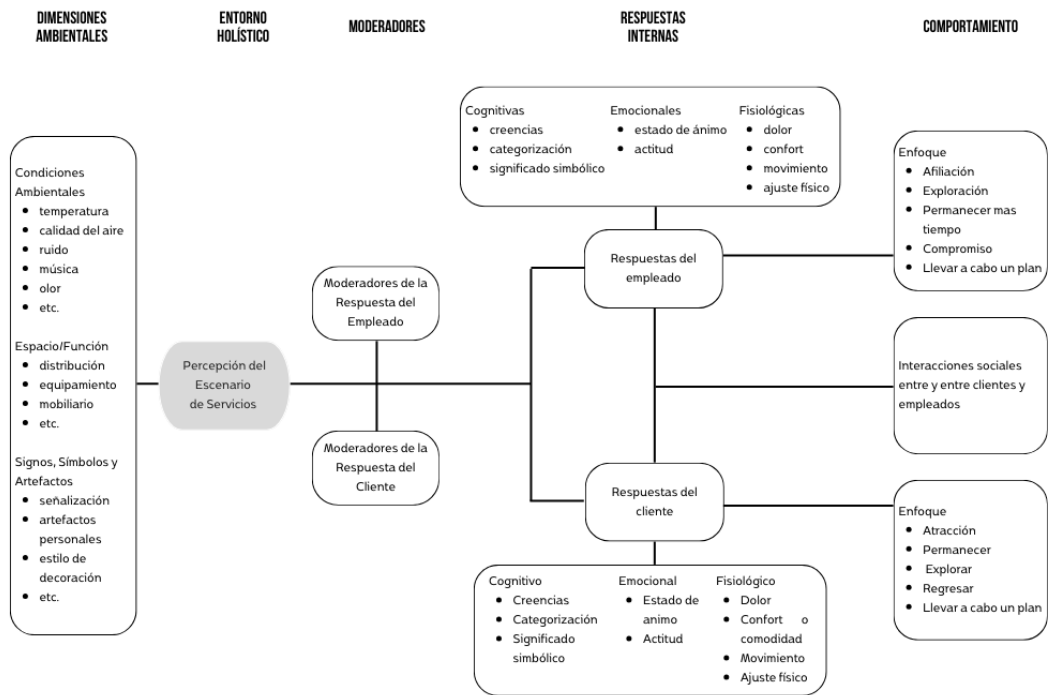 DIMENSIONES
AMBIENTALES
ENTORNO
HOLÍSTICO
MODERADORES
RESPUESTAS
INTERNAS
COMPORTAMIENTO
Condiciones
Ambientales
• temperatura
• calidad del aire
• ruido
• música
• olor
• etc.
Espacio/Función
• distribución
• equipamiento
• mobiliario
• etc.
Signos, Símbolos y
Artefactos
• señalización
• artefactos
personales
• estilo de
decoración
• etc.
Percepción del
Escenario
de Servicios
Moderadores de la
Respuesta del
Empleado
Moderadores de la
Respuesta del
Cliente
Cognitivas
• creencias
• categorización
• significado simbólico
Emocionales
• estado de ánimo
• actitud
Fisiológicas
• dolor
• confort
• movimiento
• ajuste físico
Respuestas del
empleado
Respuestas del
cliente
Cognitivo
• Creencias
• Categorización
• Significado
simbólico
Emocional
• Estado de
animo
• Actitud
Fisiológico
• Dolor
• Confort o
comodidad
• Movimiento
• Ajuste físico
Enfoque
• Afiliación
• Exploración
• Permanecer mas
tiempo
• Compromiso
• Llevar a cabo un plan
Interacciones sociales
entre y entre clientes y
empleados
Enfoque
• Atracción
• Permanecer
• Explorar
• Regresar
• Llevar a cabo un plan